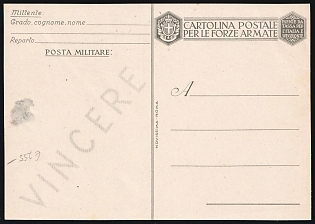 Mittente:
Grado, cognome, nome
Reparto
POSTA MILITARE:
VINCERE
CARTOLINA POSTALE
PER LE FORZE ARMATE
A